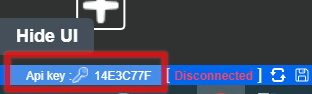 Hide UI
Api key : 14E3C77F [ Disconnected ]